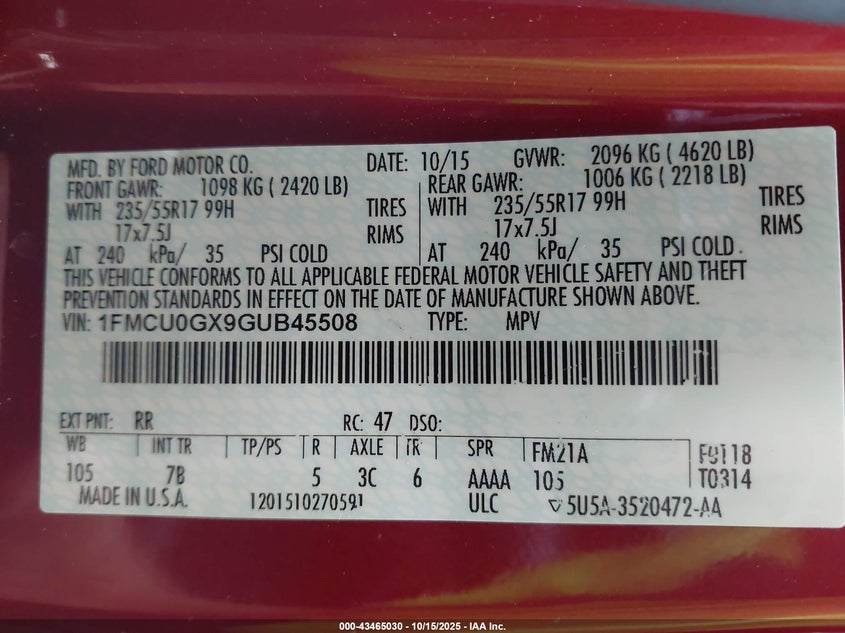 MFD. BY FORD MOTOR CO. DATE: 10/15 GVWR: 2096 KG ( 4620 LB)
FRONT GAWR: 1098 KG ( 2420 LB) REAR GAWR: 1006 KG ( 2218 LB)
WITH 235/55R17 99H TIRES WITH 235/55R17 99H TIRES
17x7.5J RIMS 17x7.5J RIMS
AT 240 kPa/ 35 PSI COLD AT 240 kPa/ 35 PSI COLD .
THIS VEHICLE CONFORMS TO ALL APPLICABLE FEDERAL MOTOR VEHICLE SAFETY AND THEFT
PREVENTION STANDARDS IN EFFECT ON THE DATE OF MANUFACTURE SHOWN ABOVE.
VIN: 1FMCU0GX9GUB45508 TYPE: MPV
EXT PNT: RR RC: 47 DSO:
WB INT TR TP/PS R AXLE TR SPR FM21A
105 7B 5 3C 6 AAAA 105 T0314
MADE IN U.S.A. 1201510270591 ULC 5U5A-3520472-AA
000-43465030 - 10/15/2025 - IAA Inc.